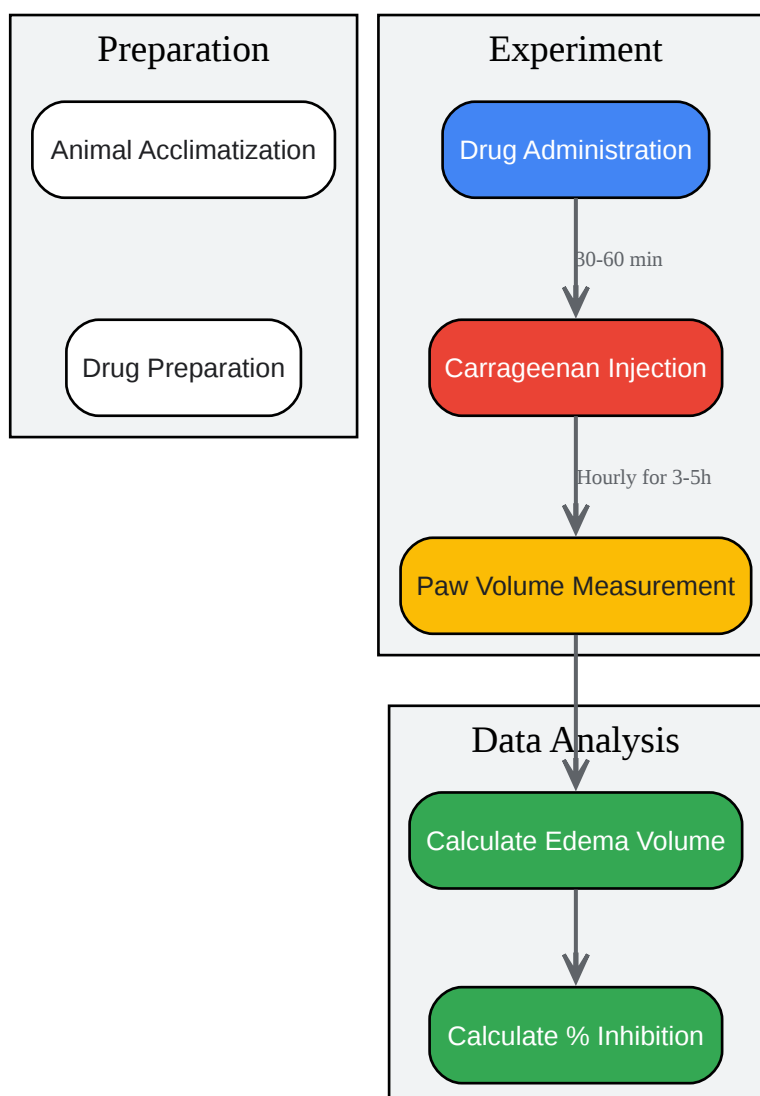 Preparation
Animal Acclimatization
Drug Preparation
Experiment
Drug Administration
30-60 min
Carrageenan Injection
Hourly for 3-5h
Paw Volume Measurement
Data Analysis
Calculate Edema Volume
Calculate % Inhibition